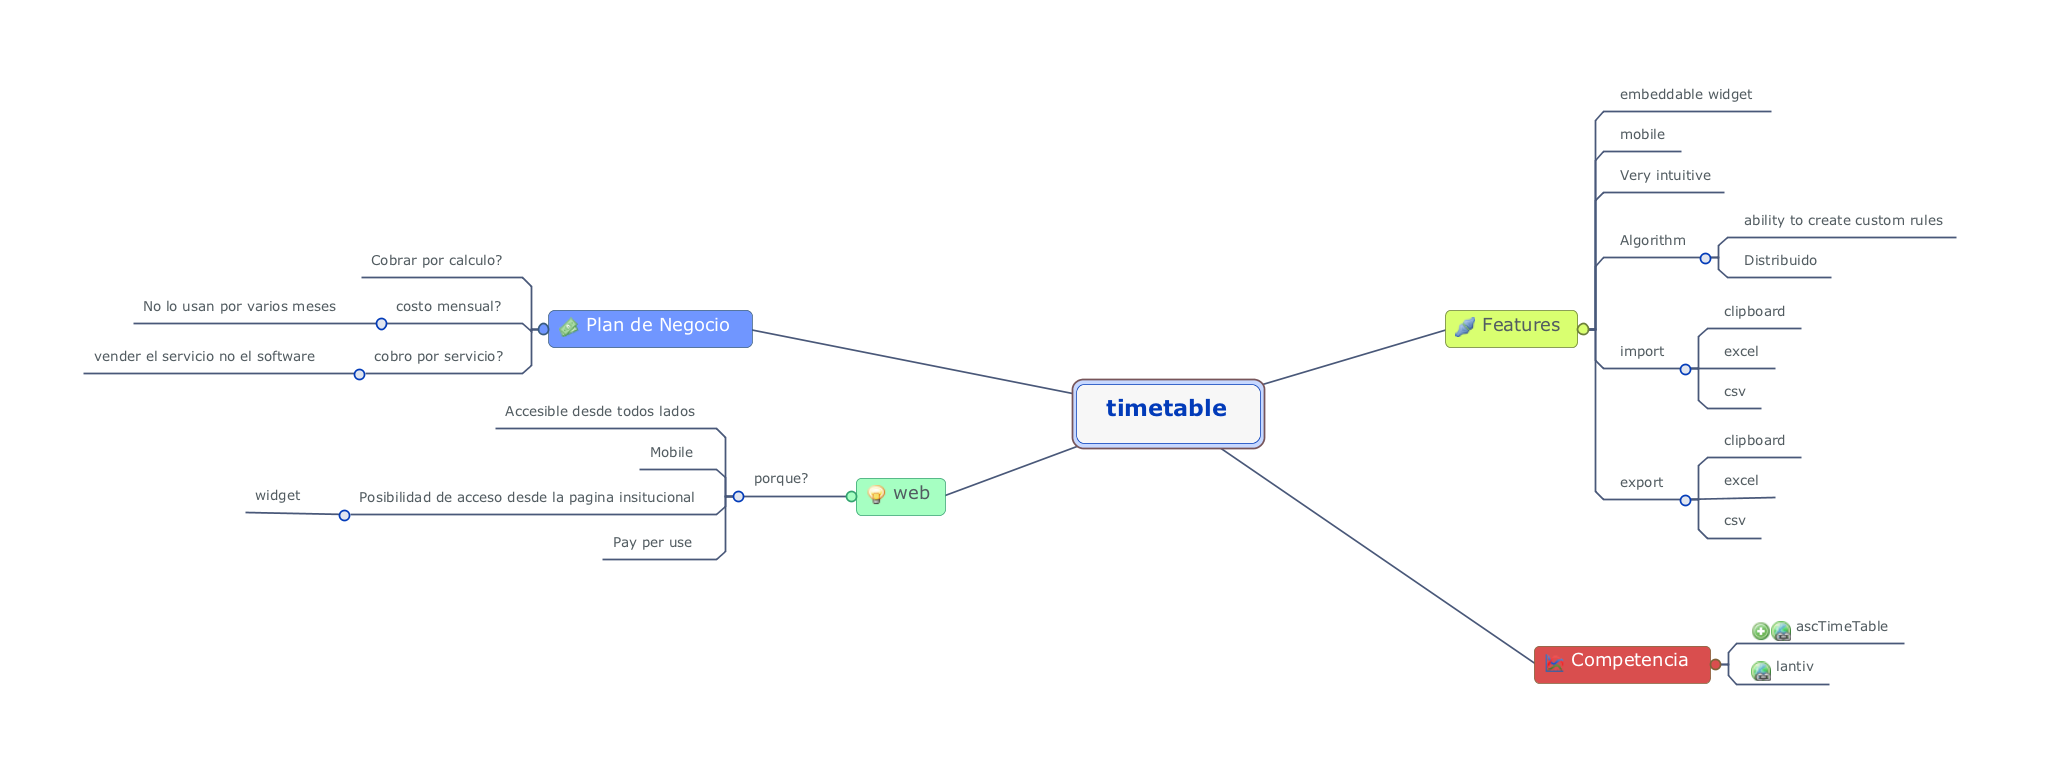 timetable
Features
embeddable widget
mobile
Very intuitive
Algorithm
ability to create custom rules
Distribuido
import
clipboard
excel
csv
export
clipboard
excel
csv
Plan de Negocio
Cobrar por calculo?
costo mensual?
No lo usan por varios meses
cobro por servicio?
vender el servicio no el software
web
porque?
Accesible desde todos lados
Mobile
Posibilidad de acceso desde la pagina insitucional
widget
Pay per use
Competencia
ascTimeTable
lantiv